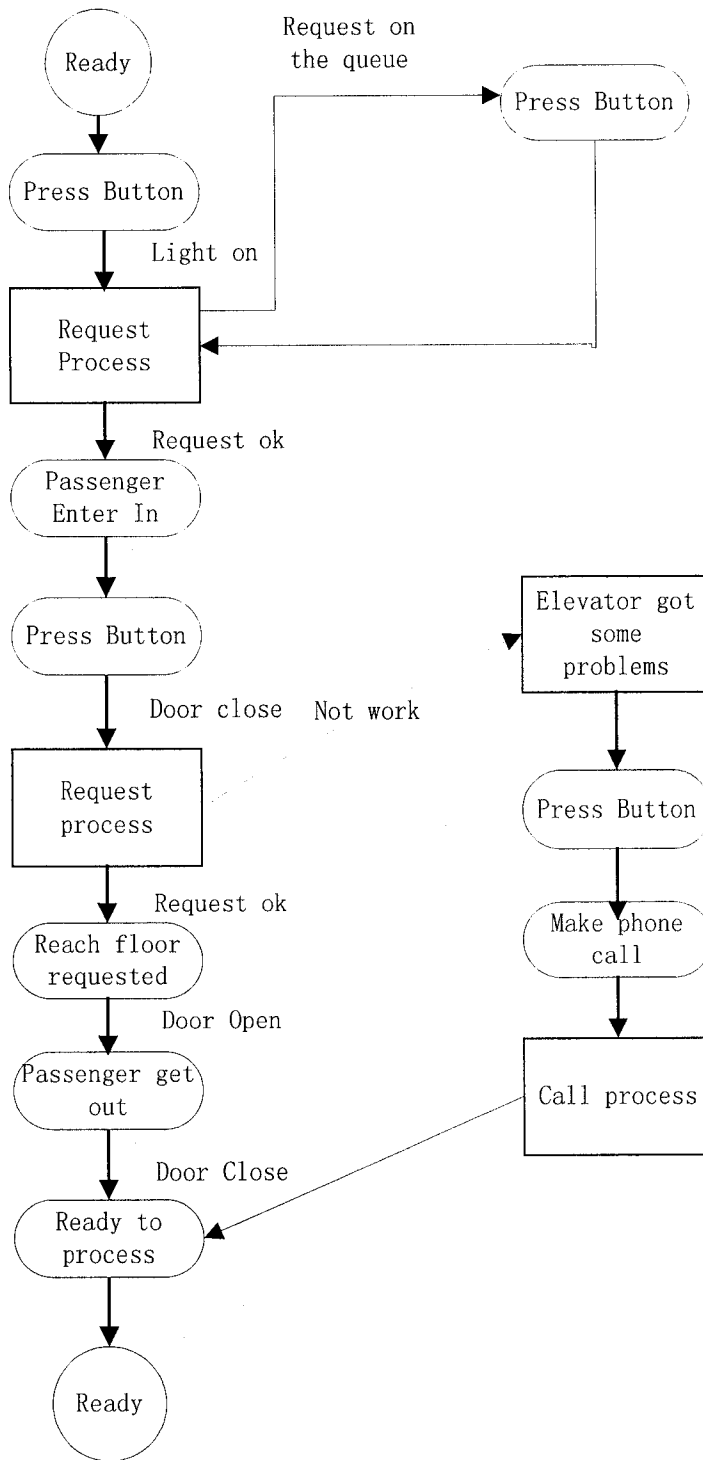 Ready
Request on
the queue
Press Button
Press Button
Light on
Request
Process
Request ok
Passenger
Enter In
Press Button
Door close
Not work
Elevator got
some
problems
Request
process
Press Button
Request ok
Reach floor
requested
Make phone
call
Door Open
Passenger get
out
Call process
Door Close
Ready to
process
Ready